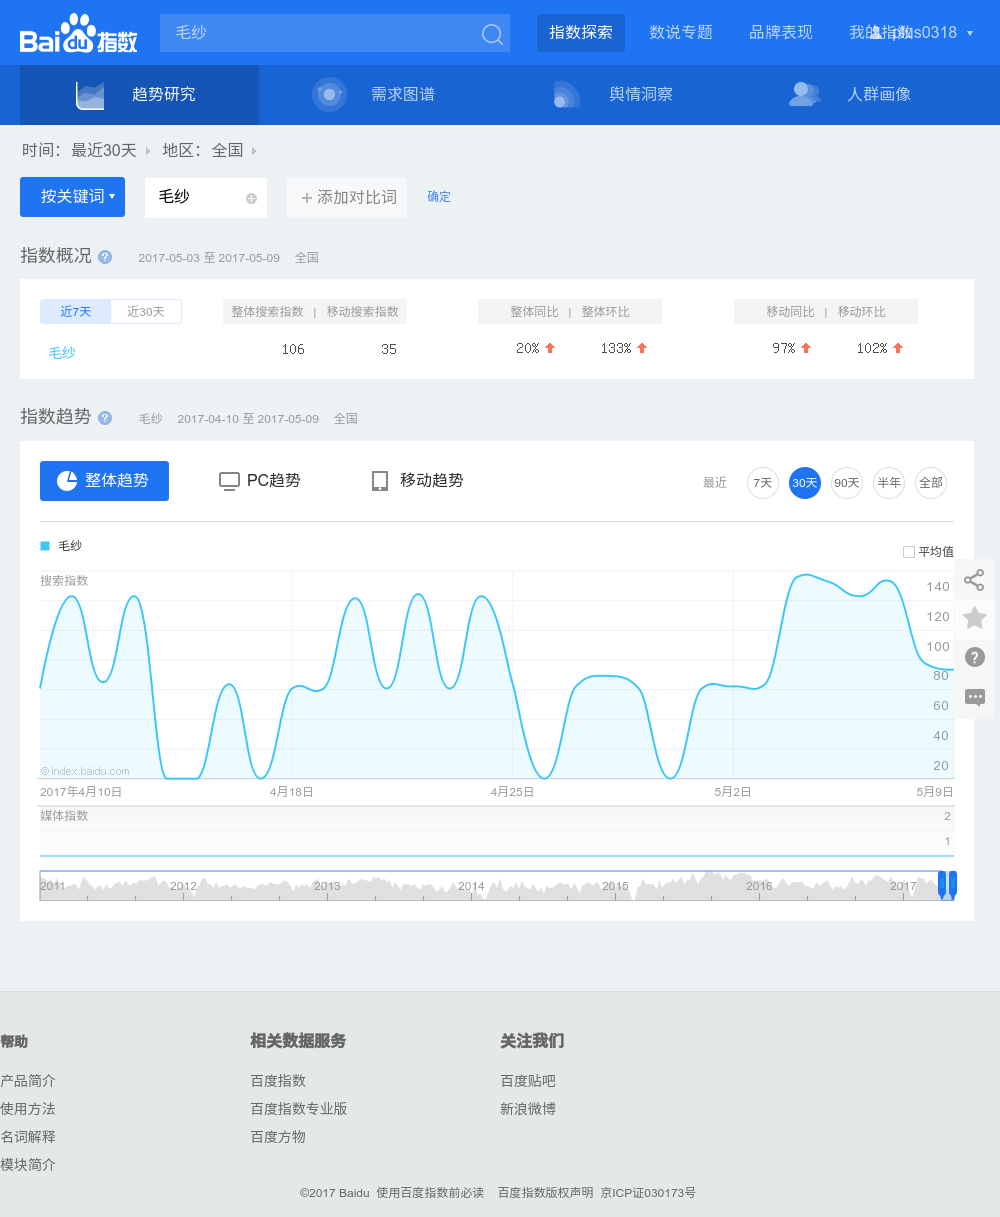 Bai du 指数 毛纱 指数探索 数说专题 品牌表现 我的指数 plus0318
趋势研究 需求图谱 舆情洞察 人群画像
时间: 最近30天 地区: 全国
按关键词 毛纱 + 添加对比词 确定
指数概况 ? 2017-05-03 至 2017-05-09 全国
近7天 近30天 整体搜索指数 | 移动搜索指数 整体同比 | 整体环比 移动同比 | 移动环比
毛纱 106 35 20% 133% 97% 102%
指数趋势 ? 毛纱 2017-04-10 至 2017-05-09 全国
整体趋势 PC趋势 移动趋势 最近 7天 30天 90天 半年 全部
毛纱
平均值
搜索指数
140
120
100
80
60
40
20
©index.baidu.com
2017年4月10日 4月18日 4月25日 5月2日 5月9日
媒体指数 2
1
2011 2012 2013 2014 2015 2016 2017
帮助 相关数据服务 关注我们
产品简介 百度指数 百度贴吧
使用方法 百度指数专业版 新浪微博
名词解释 百度方物
模块简介
©2017 Baidu 使用百度指数前必读 百度指数版权声明 京ICP证030173号